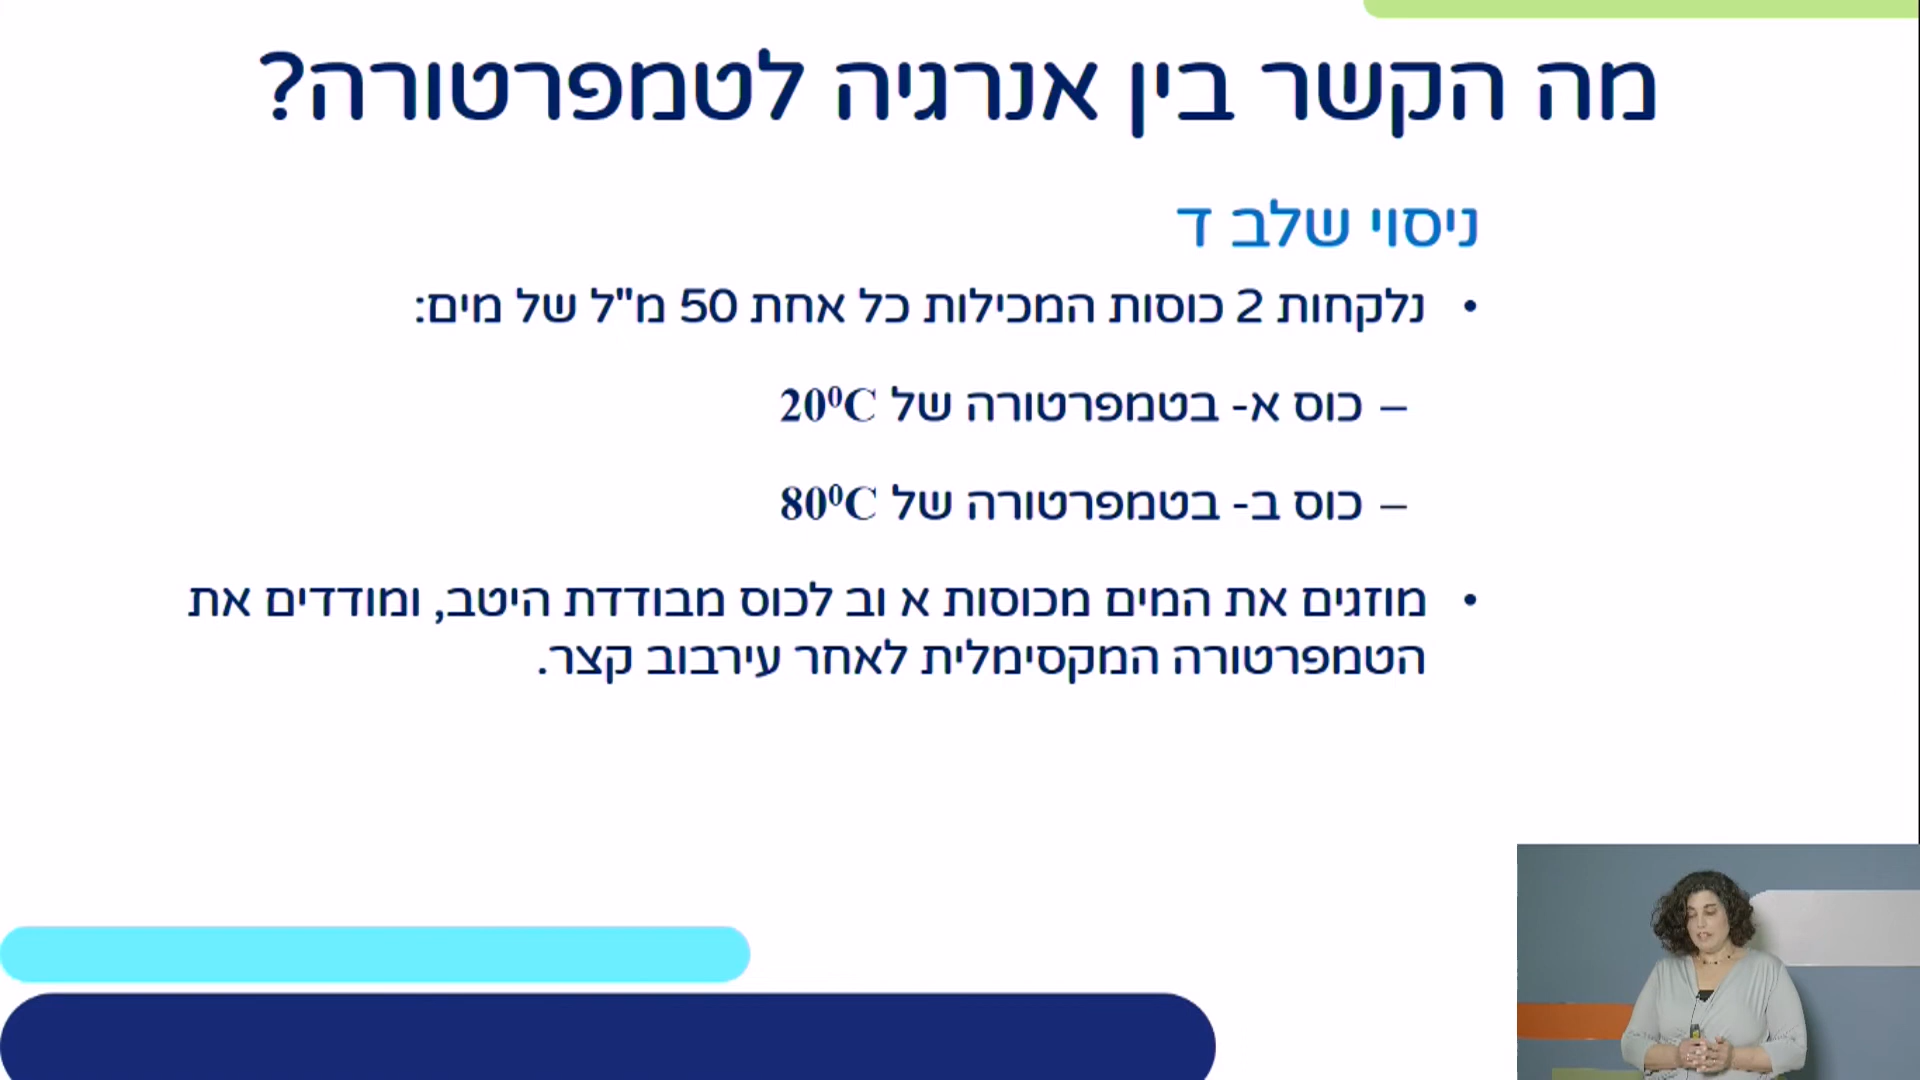 מה הקשר בין אנרגיה לטמפרטורה?
ניסוי שלב ד
• נלקחות 2 כוסות המכילות כל אחת 50 מ"ל של מים:
– כוס א- בטמפרטורה של 20⁰C
– כוס ב- בטמפרטורה של 80⁰C
• מוזגים את המים מכוסות א וב לכוס מבודדת היטב, ומודדים את
הטמפרטורה המקסימלית לאחר עירבוב קצר.